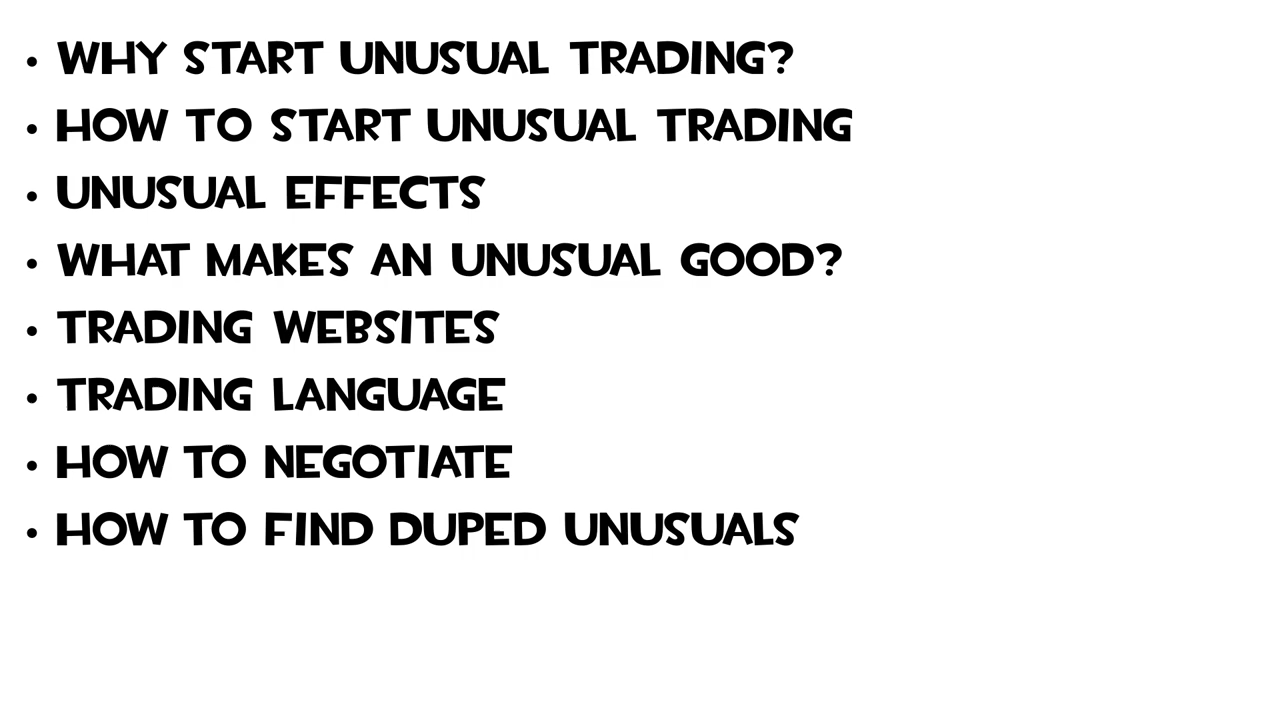 • WHY START UNUSUAL TRADING?
• HOW TO START UNUSUAL TRADING
• UNUSUAL EFFECTS
• WHAT MAKES AN UNUSUAL GOOD?
• TRADING WEBSITES
• TRADING LANGUAGE
• HOW TO NEGOTIATE
• HOW TO FIND DUPED UNUSUALS